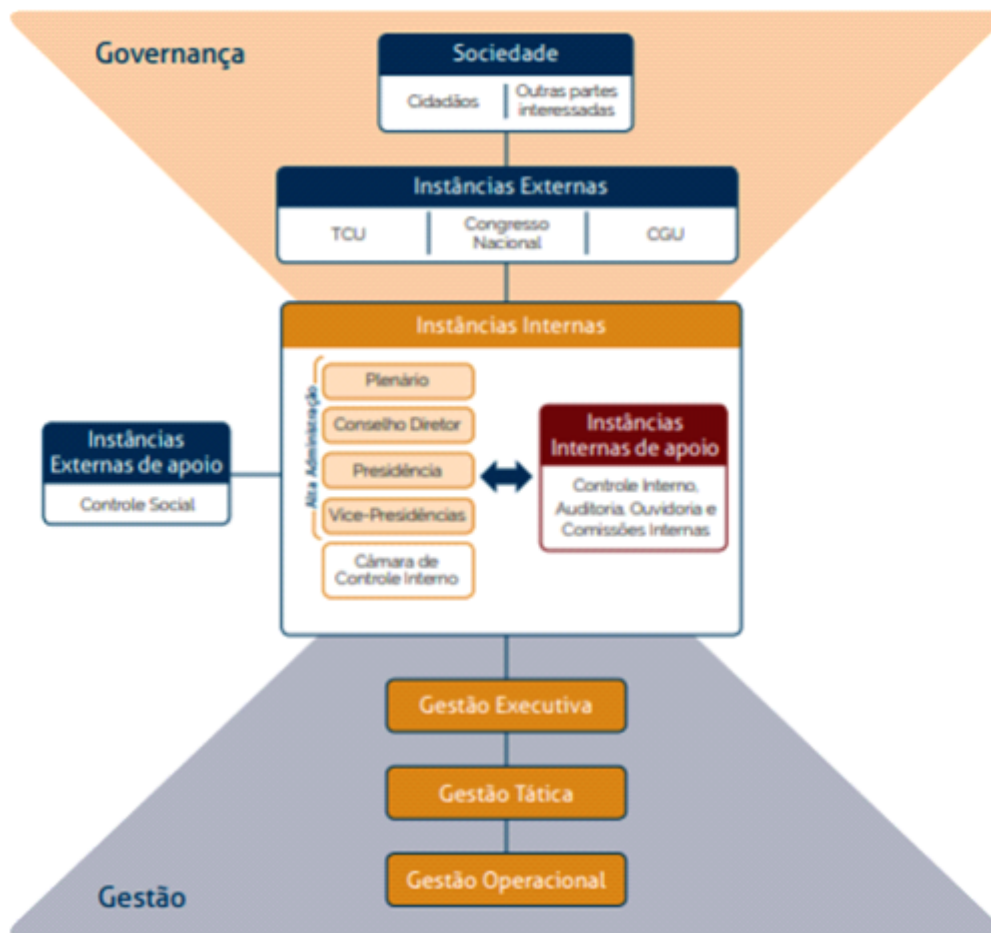 Governança
Sociedade
Cidadãos
Outras partes
interessadas
Instâncias Externas
TCU
Congresso
Nacional
CGU
Instâncias Internas
Alta Administração
Plenário
Conselho Diretor
Presidência
Vice-Presidências
Câmara de
Controle Interno
Instâncias
Internas de apoio
Controle Interno,
Auditoria, Ouvidoria e
Comissões Internas
Instâncias
Externas de apoio
Controle Social
Gestão Executiva
Gestão Tática
Gestão Operacional
Gestão